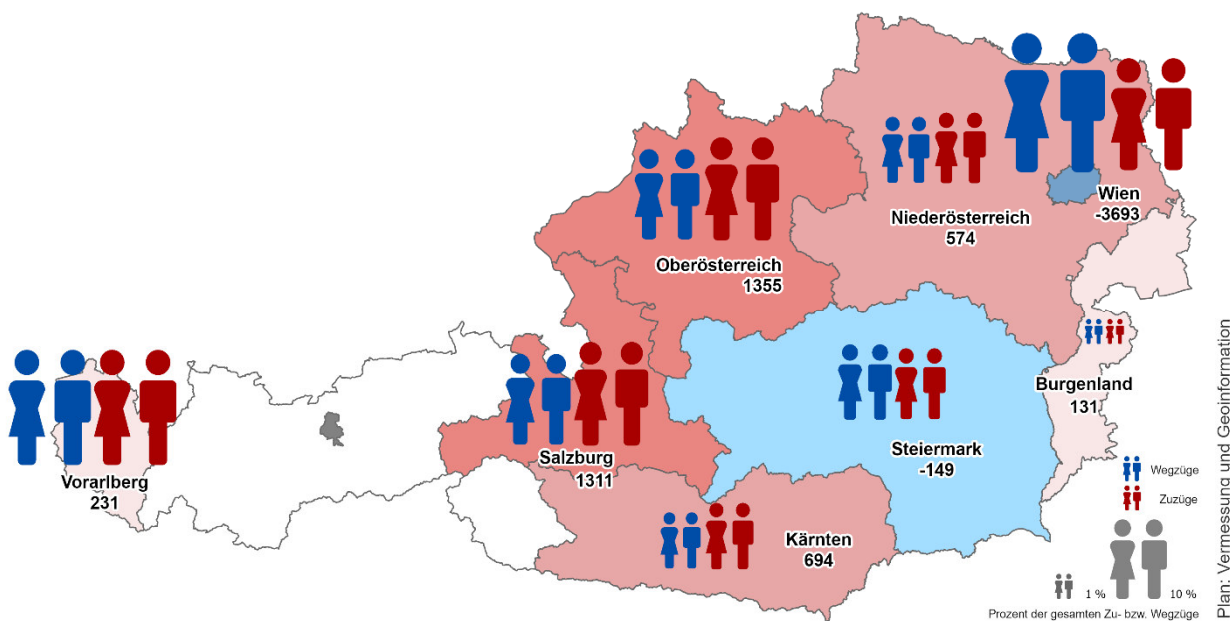 Wien
-3693
Niederösterreich
574
Oberösterreich
1355
Burgenland
131
Steiermark
-149
Salzburg
1311
Vorarlberg
231
Kärnten
694
Wegzüge
Zuzüge
1 %
10 %
Prozent der gesamten Zu- bzw. Wegzüge
Plan: Vermessung und Geoinformation